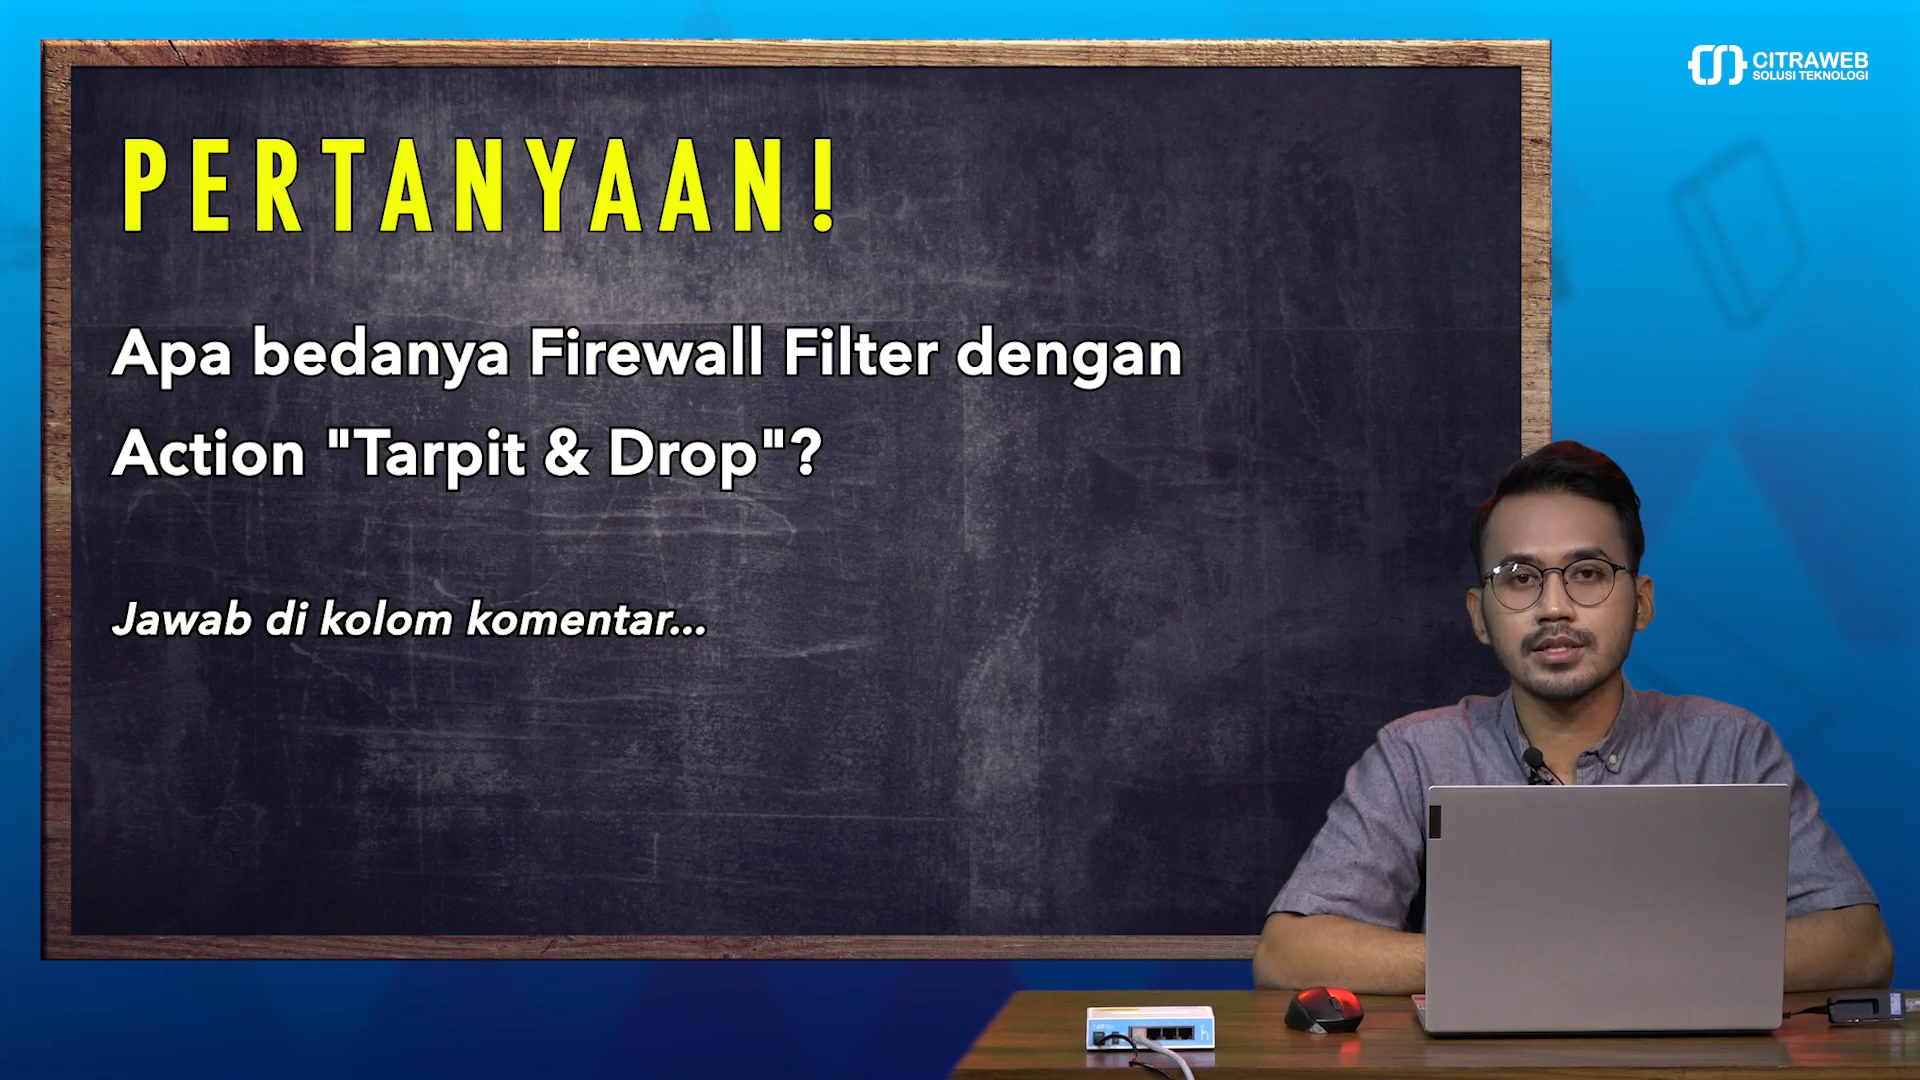 CITRAWEB
SOLUSI TEKNOLOGI
PERTANYAAN!
Apa bedanya Firewall Filter dengan
Action "Tarpit & Drop"?
Jawab di kolom komentar...